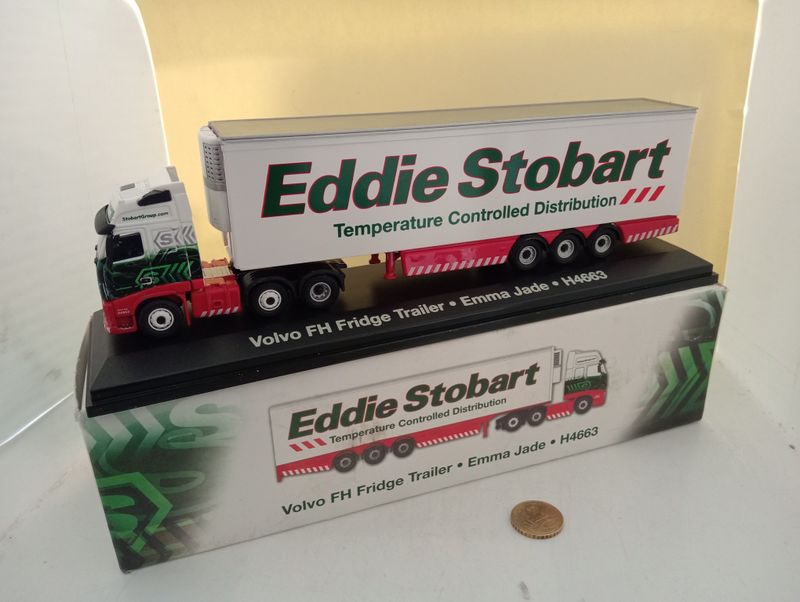 StobartGroup.com
Eddie Stobart
Temperature Controlled Distribution
Volvo FH Fridge Trailer • Emma Jade • H4663
Eddie Stobart
Temperature Controlled Distribution
Volvo FH Fridge Trailer • Emma Jade • H4663